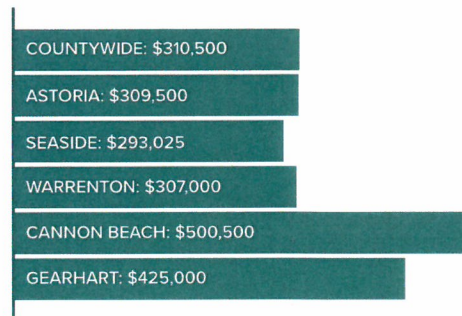 COUNTYWIDE: $310,500
ASTORIA: $309,500
SEASIDE: $293,025
WARRENTON: $307,000
CANNON BEACH: $500,500
GEARHART: $425,000